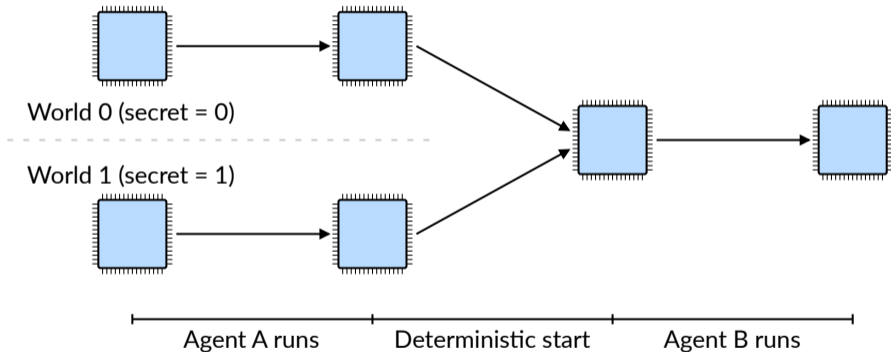 World 0 (secret = 0)
World 1 (secret = 1)
Agent A runs
Deterministic start
Agent B runs